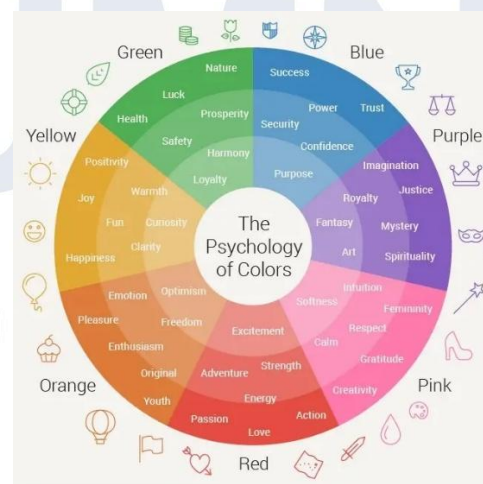 The
Psychology
of Colors
Green
Nature
Luck
Health
Prosperity
Safety
Harmony
Loyalty
Blue
Success
Power
Trust
Security
Confidence
Purpose
Purple
Imagination
Justice
Royalty
Mystery
Fantasy
Spirituality
Art
Pink
Intuition
Femininity
Softness
Respect
Calm
Gratitude
Creativity
Red
Excitement
Strength
Adventure
Energy
Action
Passion
Love
Orange
Optimism
Emotion
Pleasure
Freedom
Enthusiasm
Original
Youth
Yellow
Positivity
Joy
Warmth
Fun
Curiosity
Clarity
Happiness